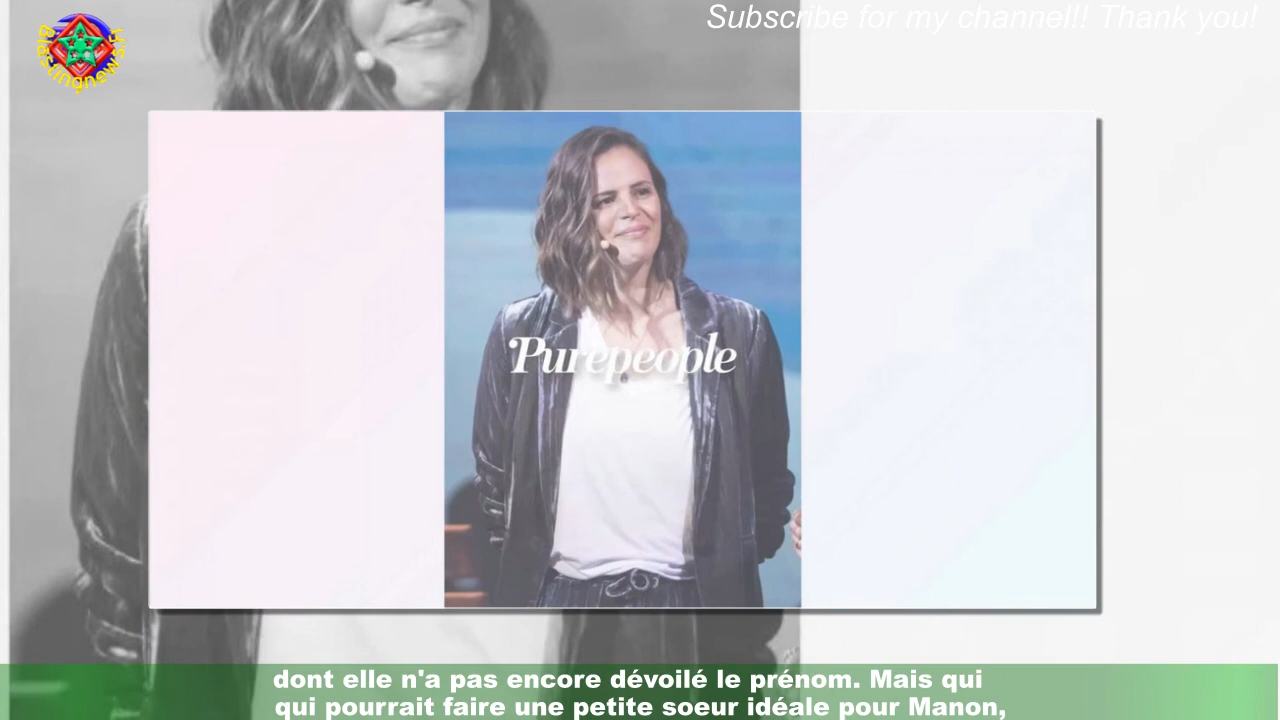 Subscribe for my channel!! Thank you!
Purepeople
dont elle n'a pas encore dévoilé le prénom. Mais qui
qui pourrait faire une petite soeur idéale pour Manon,